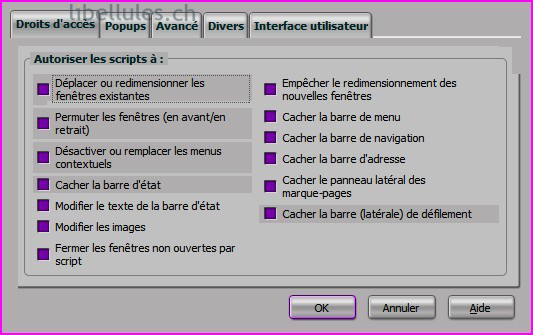 libellules.ch
Droits d'accès
Popups
Avancé
Divers
Interface utilisateur
Autoriser les scripts à :
Déplacer ou redimensionner les
fenêtres existantes
Permuter les fenêtres (en avant/en
retrait)
Désactiver ou remplacer les menus
contextuels
Cacher la barre d'état
Modifier le texte de la barre d'état
Modifier les images
Fermer les fenêtres non ouvertes par
script
Empêcher le redimensionnement des
nouvelles fenêtres
Cacher la barre de menu
Cacher la barre de navigation
Cacher la barre d'adresse
Cacher le panneau latéral des
marque-pages
Cacher la barre (latérale) de défilement
OK
Annuler
Aide